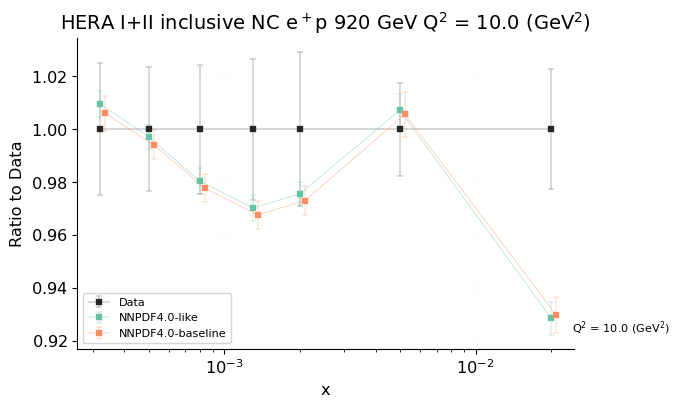 HERA I+II inclusive NC e⁺p 920 GeV Q² = 10.0 (GeV²)
Ratio to Data
1.02
1.00
0.98
0.96
0.94
0.92
Data
NNPDF4.0-like
NNPDF4.0-baseline
Q² = 10.0 (GeV²)
10⁻³
10⁻²
x